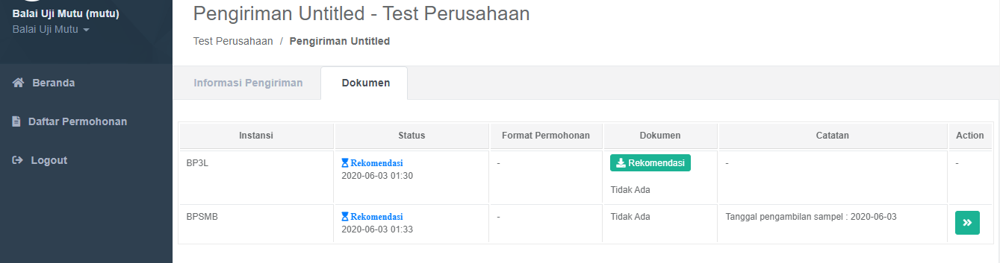 Balai Uji Mutu (mutu)
Balai Uji Mutu
Beranda
Daftar Permohonan
Logout
Pengiriman Untitled - Test Perusahaan
Test Perusahaan / Pengiriman Untitled
Informasi Pengiriman Dokumen
Instansi Status Format Permohonan Dokumen Catatan Action
BP3L Rekomendasi - Rekomendasi - -
2020-06-03 01:30
Tidak Ada
BPSMB Rekomendasi - Tidak Ada Tanggal pengambilan sampel : 2020-06-03
2020-06-03 01:33